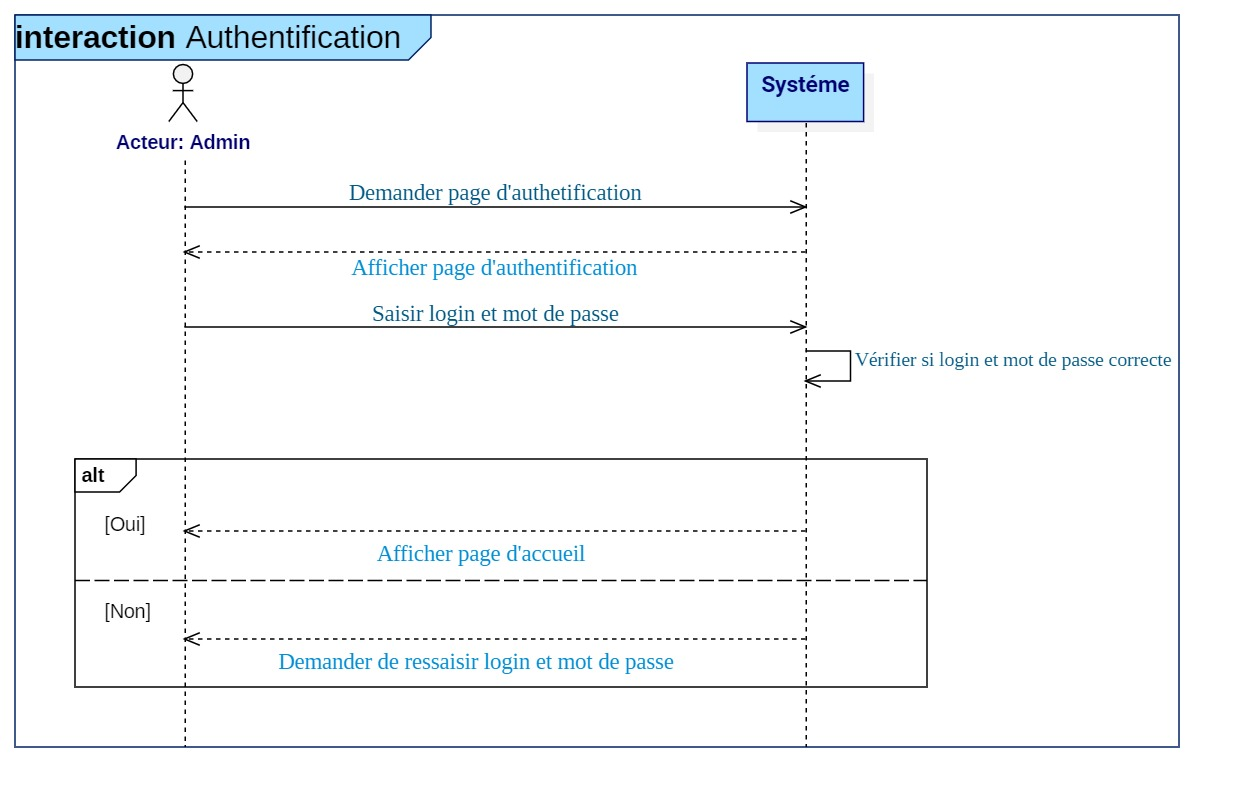 interaction Authentification
Systéme
Acteur: Admin
Demander page d'authetification
Afficher page d'authentification
Saisir login et mot de passe
Vérifier si login et mot de passe correcte
alt
[Oui]
Afficher page d'accueil
[Non]
Demander de ressaisir login et mot de passe